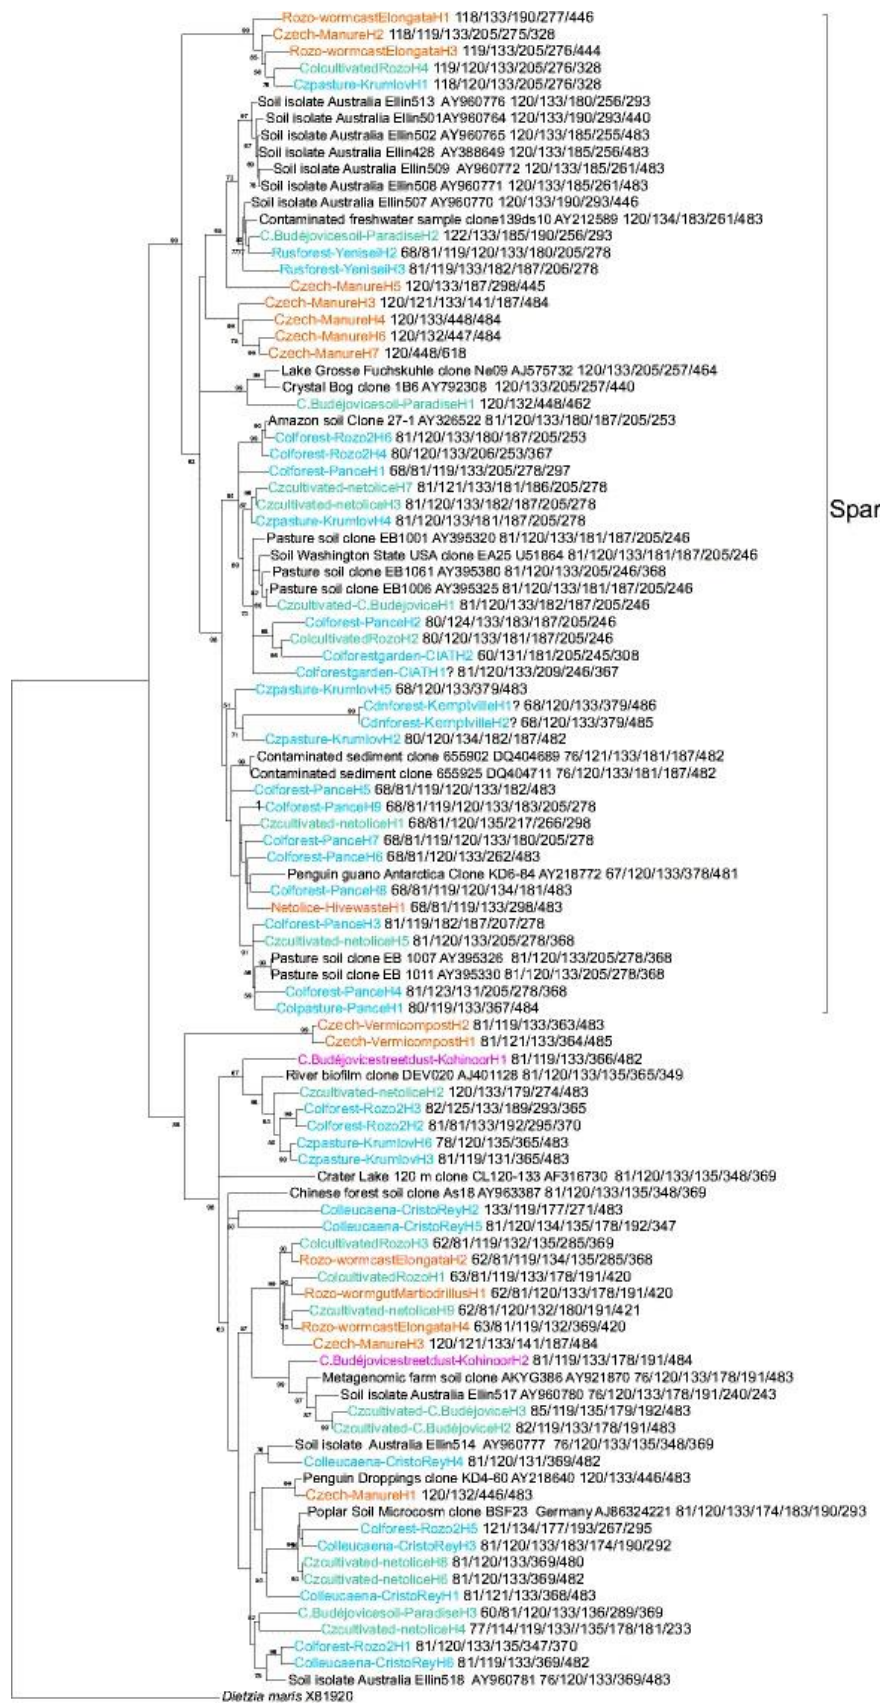 Rozo-wormcastElongataH1 118/133/190/277/446
Czech-ManureH2 118/119/133/205/275/328
Rozo-wormcastElongataH3 119/133/205/276/444
ColcultivatedRozoH4 119/120/133/205/276/328
Czpasture-KrumlovH1 118/120/133/205/276/328
Soil isolate Australia Ellin513 AY960776 120/133/180/256/293
Soil isolate Australia Ellin501AY960764 120/133/190/293/440
Soil isolate Australia Ellin502 AY960765 120/133/185/255/483
Soil isolate Australia Ellin428 AY388649 120/133/185/256/483
Soil isolate Australia Ellin509 AY960772 120/133/185/261/483
Soil isolate Australia Ellin508 AY960771 120/133/185/261/483
Soil isolate Australia Ellin507 AY960770 120/133/190/293/446
Contaminated freshwater sample clone139ds10 AY212589 120/134/183/261/483
C.Budéjovicesoil-ParadiseH2 122/133/185/190/256/293
Rusforest-YeniseiH2 68/81/119/120/133/180/205/278
Rusforest-YeniseiH3 81/119/133/182/187/206/278
Czech-ManureH5 120/133/187/298/445
Czech-ManureH3 120/121/133/141/187/484
Czech-ManureH4 120/133/448/484
Czech-ManureH6 120/132/447/484
Czech-ManureH7 120/448/618
Lake Grosse Fuchskuhle clone Ne09 AJ575732 120/133/205/257/464
Crystal Bog clone 1B6 AY792308 120/133/205/257/440
C.Budéjovicesoil-ParadiseH1 120/132/448/462
Amazon soil Clone 27-1 AY326522 81/120/133/180/187/205/253
Colforest-Rozo2H6 81/120/133/180/187/205/253
Colforest-Rozo2H4 80/120/133/206/253/367
Colforest-PanceH1 68/81/119/133/205/278/297
Czcultivated-netoliceH7 81/121/133/181/186/205/278
Czcultivated-netoliceH3 81/120/133/182/187/205/278
Czpasture-KrumlovH4 81/120/133/181/187/205/278
Pasture soil clone EB1001 AY395320 81/120/133/181/187/205/246
Soil Washington State USA clone EA25 U51864 81/120/133/181/187/205/246
Pasture soil clone EB1061 AY395380 81/120/133/205/246/368
Pasture soil clone EB1006 AY395325 81/120/133/181/187/205/246
Czcultivated-C.BudéjoviceH1 81/120/133/182/187/205/246
Colforest-PanceH2 80/124/133/183/187/205/246
ColcultivatedRozoH2 80/120/133/181/187/205/246
Colforestgarden-CIATH2 60/131/181/205/245/308
Colforestgarden-CIATH1? 81/120/133/209/246/367
Czpasture-KrumlovH5 68/120/133/379/483
Cdnforest-KemptvilleH1? 68/120/133/379/486
Cdnforest-KemptvilleH2? 68/120/133/379/485
Czpasture-KrumlovH2 80/120/134/182/187/482
Contaminated sediment clone 655902 DQ404689 76/121/133/181/187/482
Contaminated sediment clone 655925 DQ404711 76/120/133/181/187/482
Colforest-PanceH5 68/81/119/120/133/182/483
Colforest-PanceH9 68/81/119/120/133/183/205/278
Czcultivated-netoliceH1 68/81/120/135/217/266/298
Colforest-PanceH7 68/81/119/120/133/180/205/278
Colforest-PanceH6 68/81/120/133/262/483
Penguin guano Antarctica Clone KD6-84 AY218772 67/120/133/378/481
Colforest-PanceH8 68/81/119/120/134/181/483
Netolice-HivewasteH1 68/81/119/133/298/483
Colforest-PanceH3 81/119/182/187/207/278
Czcultivated-netoliceH5 81/120/133/205/278/368
Pasture soil clone EB 1007 AY395326 81/120/133/205/278/368
Pasture soil clone EB 1011 AY395330 81/120/133/205/278/368
Colforest-PanceH4 81/123/131/205/278/368
Colpasture-PanceH1 80/119/133/367/484
Spar
Czech-VermicompostH2 81/119/133/363/483
Czech-VermicompostH1 81/121/133/364/485
C.Budéjovicestreetdust-KohinoorH1 81/119/133/366/482
River biofilm clone DEV020 AJ401128 81/120/133/135/365/349
Czcultivated-netoliceH2 120/133/179/274/483
Colforest-Rozo2H3 82/125/133/189/293/365
Colforest-Rozo2H2 81/81/133/192/295/370
Czpasture-KrumlovH6 78/120/135/365/483
Czpasture-KrumlovH3 81/119/131/365/483
Crater Lake 120 m clone CL120-133 AF316730 81/120/133/135/348/369
Chinese forest soil clone As18 AY963387 81/120/133/135/348/369
Colleucaena-CristoReyH2 133/119/177/271/483
Colleucaena-CristoReyH5 81/120/134/135/178/192/347
ColcultivatedRozoH3 62/81/119/132/135/285/369
Rozo-wormcastElongataH2 62/81/119/134/135/285/368
ColcultivatedRozoH1 63/81/119/133/178/191/420
Rozo-wormgutMartiodrillusH1 62/81/120/133/178/191/420
Czcultivated-netoliceH9 62/81/120/132/180/191/421
Rozo-wormcastElongataH4 63/81/119/132/369/420
Czech-ManureH3 120/121/133/141/187/484
C.Budéjovicestreetdust-KohinoorH2 81/119/133/178/191/484
Metagenomic farm soil clone AKYG386 AY921870 76/120/133/178/191/483
Soil isolate Australia Ellin517 AY960780 76/120/133/178/191/240/243
Czcultivated-C.BudéjoviceH3 85/119/135/179/192/483
Czcultivated-C.BudéjoviceH2 82/119/133/178/191/483
Soil isolate Australia Ellin514 AY960777 76/120/133/135/348/369
Colleucaena-CristoReyH4 81/120/131/369/482
Penguin Droppings clone KD4-60 AY218640 120/133/446/483
Czech-ManureH1 120/132/446/483
Poplar Soil Microcosm clone BSF23 Germany AJ86324221 81/120/133/174/183/190/293
Colforest-Rozo2H5 121/134/177/193/267/295
Colleucaena-CristoReyH3 81/120/133/183/174/190/292
Czcultivated-netoliceH8 81/120/133/369/480
Czcultivated-netoliceH6 81/120/133/369/482
Colleucaena-CristoReyH1 81/121/133/368/483
C.Budéjovicesoil-ParadiseH3 60/81/120/133/136/289/369
Czcultivated-netoliceH4 77/114/119/133//135/178/181/233
Colforest-Rozo2H1 81/120/133/135/347/370
Colleucaena-CristoReyH6 81/119/133/369/482
Soil isolate Australia Ellin518 AY960781 76/120/133/369/483
Dietzia maris X81920